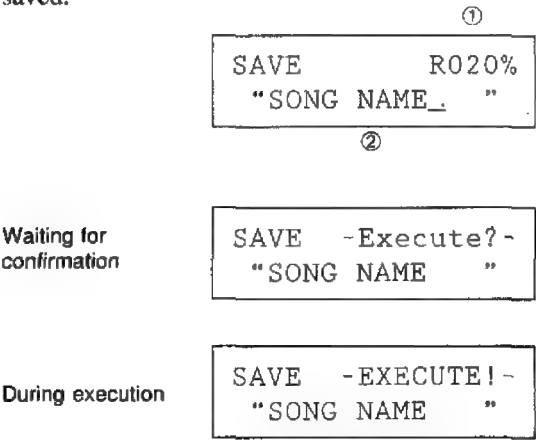 saved.
①
SAVE R020%
"SONG NAME_ "
②
Waiting for
confirmation
SAVE -Execute?-
"SONG NAME "
During execution
SAVE -EXECUTE!-
"SONG NAME "